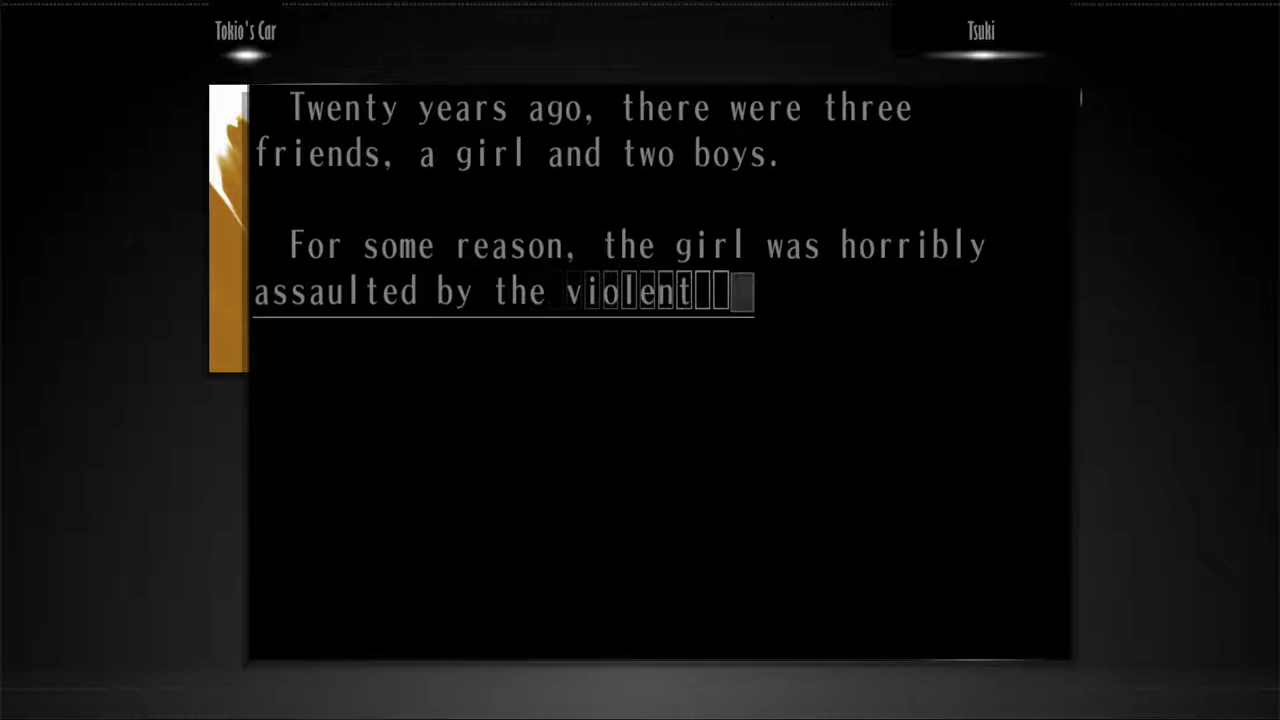 Tokio's Car
Tsuki
Twenty years ago, there were three
friends, a girl and two boys.
For some reason, the girl was horribly
assaulted by the violent